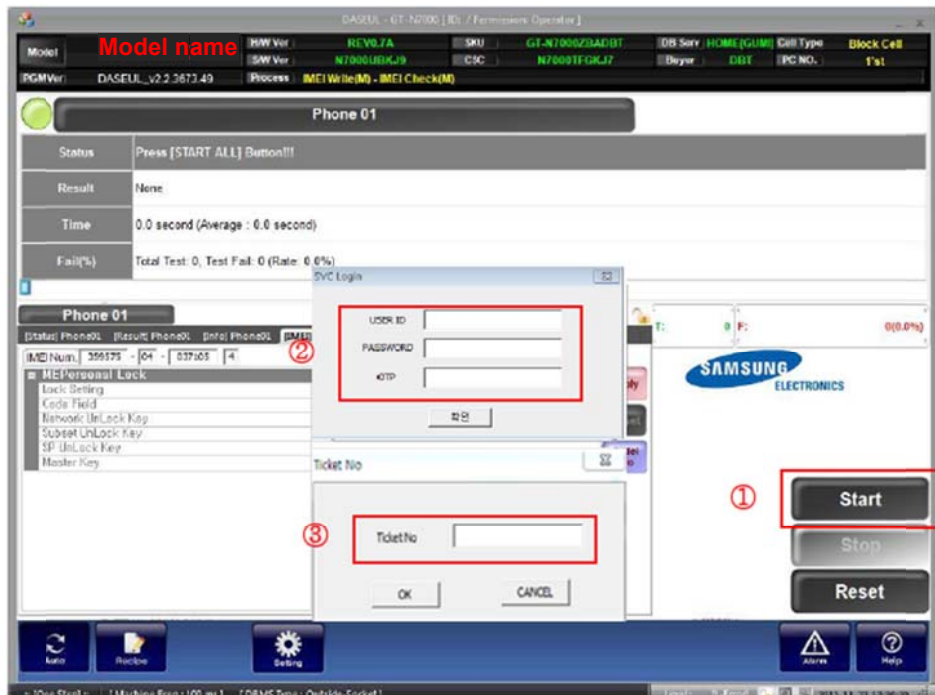 DASEUL - GT-N7000 [ ID: / Permission: Operator ]
Model Model name H/W Ver REV0.7A SKU GT-N7000ZBADBT DB Serv HOME(GUMI) Cell Type Block Cell
S/W Ver N7000UBKJ9 CSC N7000TFGKJ7 Buyer DBT PC NO. 1'st
PGMVer: DASEUL_v2.2.3673.49 Process IMEI Write(M) - IMEI Check(M)
Phone 01
Status Press [START ALL] Button!!!
Result None
Time 0.0 second (Average : 0.0 second)
Fail(%) Total Test: 0, Test Fail: 0 (Rate: 0.0%)
SVC Login
Phone 01
[Status] Phone01 [Result] Phone01 [Info] Phone01
T: 0 F: 0(0.0%)
② USER ID
PASSWORD
OTP
확인
IMEI Num. - 04 - 4
MEPersonal Lock
Lock Setting
Code Field
Network UnLock Key
Subset UnLock Key
SP UnLock Key
Master Key
SAMSUNG
ELECTRONICS
Ticket No
③ Ticket No
OK CANCEL
① Start
Stop
Reset
Auto Recipe Setting Alarm Help